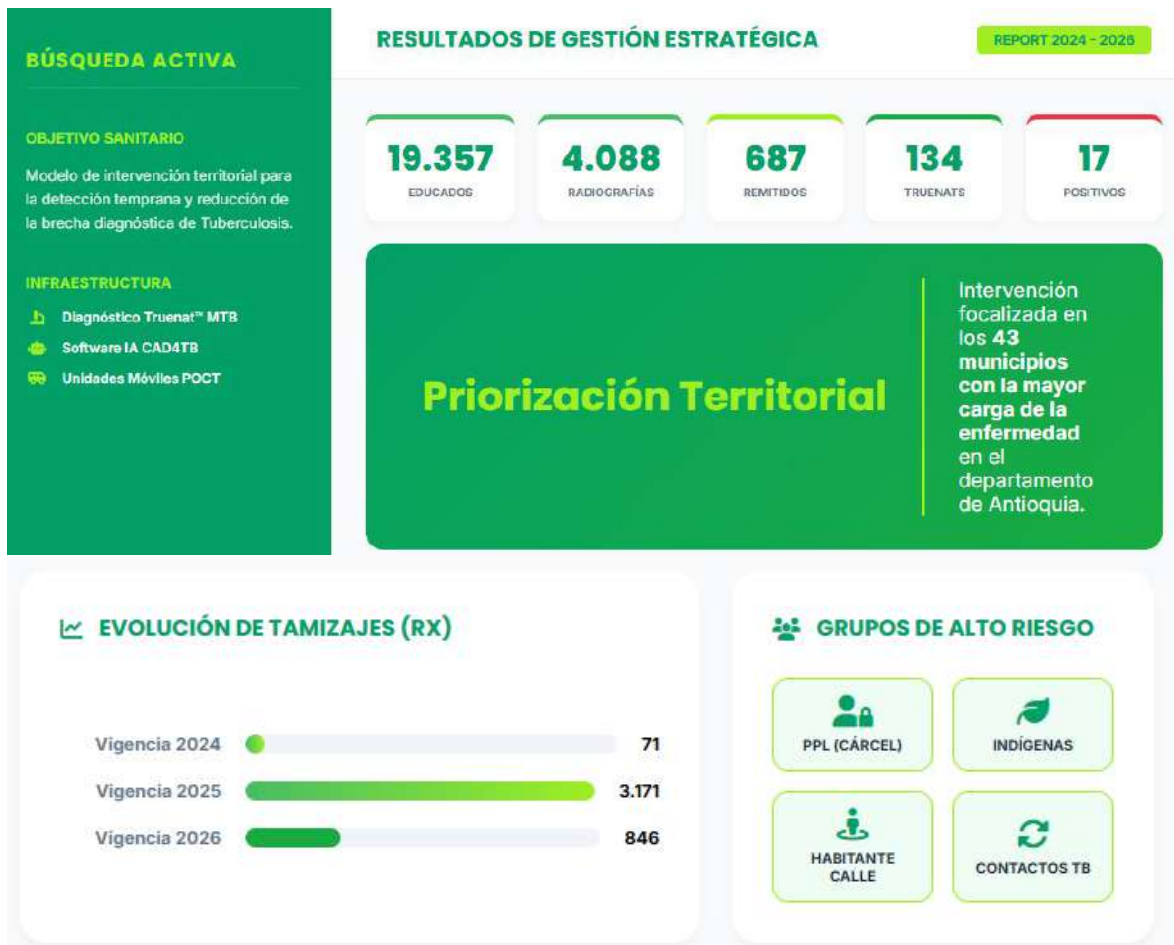 BÚSQUEDA ACTIVA
OBJETIVO SANITARIO
Modelo de intervención territorial para
la detección temprana y reducción de
la brecha diagnóstica de Tuberculosis.
INFRAESTRUCTURA
Diagnóstico Truenat™ MTB
Software IA CAD4TB
Unidades Móviles POCT
RESULTADOS DE GESTIÓN ESTRATÉGICA
REPORT 2024 - 2026
19.357
EDUCADOS
4.088
RADIOGRAFÍAS
687
REMITIDOS
134
TRUENATS
17
POSITIVOS
Priorización Territorial
Intervención
focalizada en
los 43
municipios
con la mayor
carga de la
enfermedad
en el
departamento
de Antioquia.
EVOLUCIÓN DE TAMIZAJES (RX)
Vigencia 2024 71
Vigencia 2025 3.171
Vigencia 2026 846
GRUPOS DE ALTO RIESGO
PPL (CÁRCEL)
INDÍGENAS
HABITANTE
CALLE
CONTACTOS TB